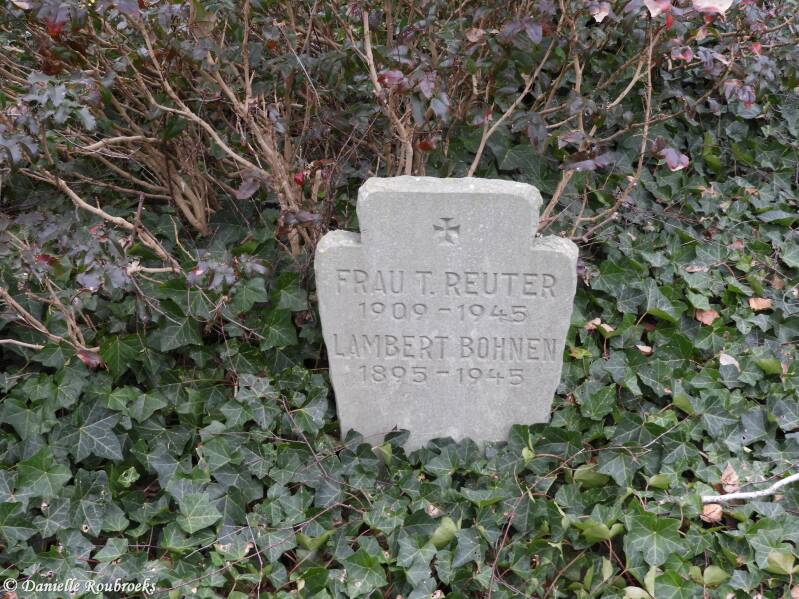 FRAU T. REUTER
1909 - 1945
LAMBERT BOHNEN
1895 - 1945
© Danielle Roubroeks